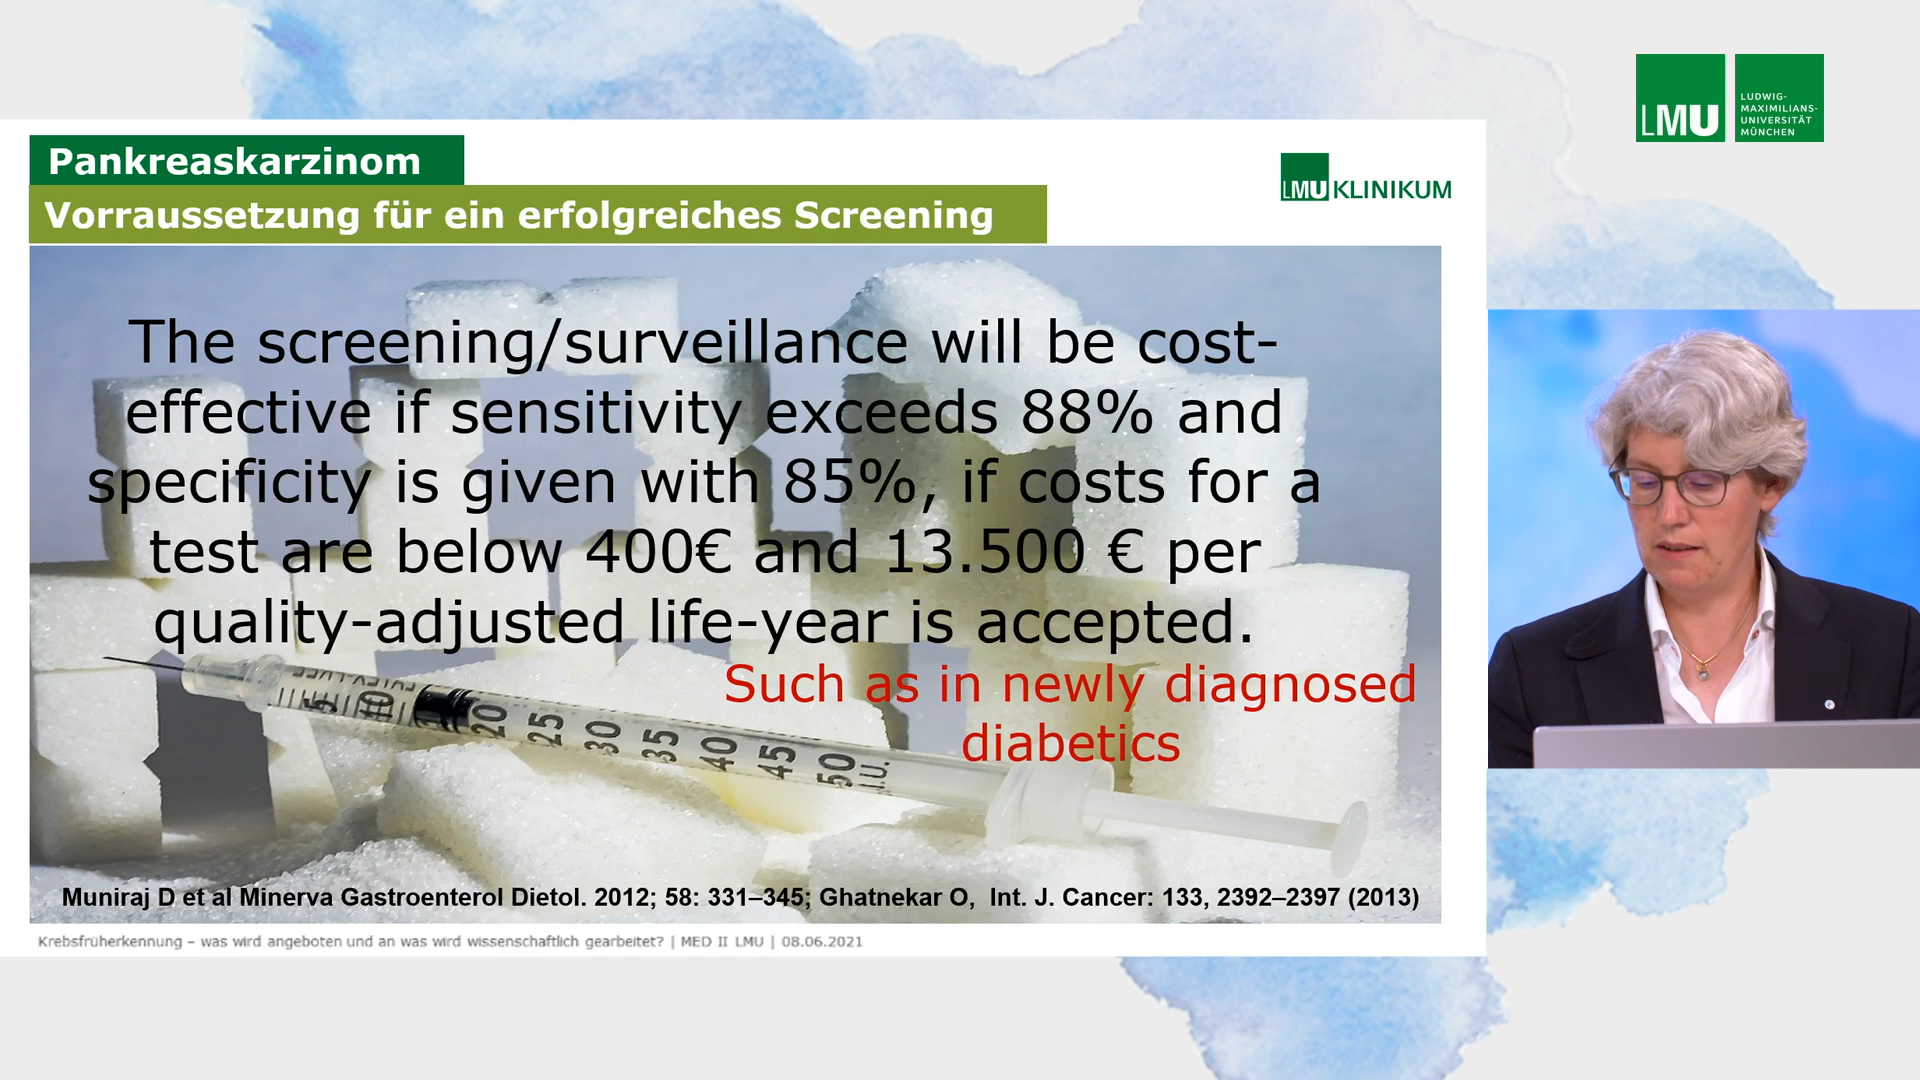 LMU
LUDWIG-
MAXIMILIANS-
UNIVERSITÄT
MÜNCHEN
Pankreaskarzinom
LMU KLINIKUM
Vorraussetzung für ein erfolgreiches Screening
The screening/surveillance will be cost-
effective if sensitivity exceeds 88% and
specificity is given with 85%, if costs for a
test are below 400€ and 13.500 € per
quality-adjusted life-year is accepted.
Such as in newly diagnosed
diabetics
5 10 20 25 30 35 40 45 50 I.U.
Muniraj D et al Minerva Gastroenterol Dietol. 2012; 58: 331–345; Ghatnekar O, Int. J. Cancer: 133, 2392–2397 (2013)
Krebsfrüherkennung – was wird angeboten und an was wird wissenschaftlich gearbeitet? | MED II LMU | 08.06.2021